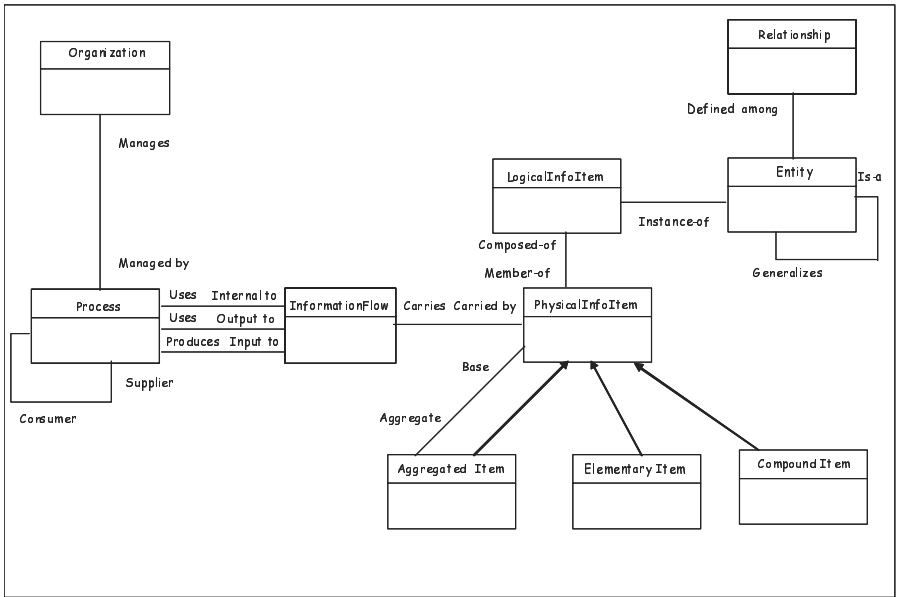 Relationship
Organization
Defined among
Manages
Entity
Is-a
LogicalInfoItem
Instance-of
Composed-of
Managed by
Member-of
Generalizes
Uses Internal to
Process
InformationFlow
Carries Carried by
PhysicalInfoItem
Uses Output to
Produces Input to
Base
Supplier
Consumer
Aggregate
Aggregated Item
Elementary Item
Compound Item